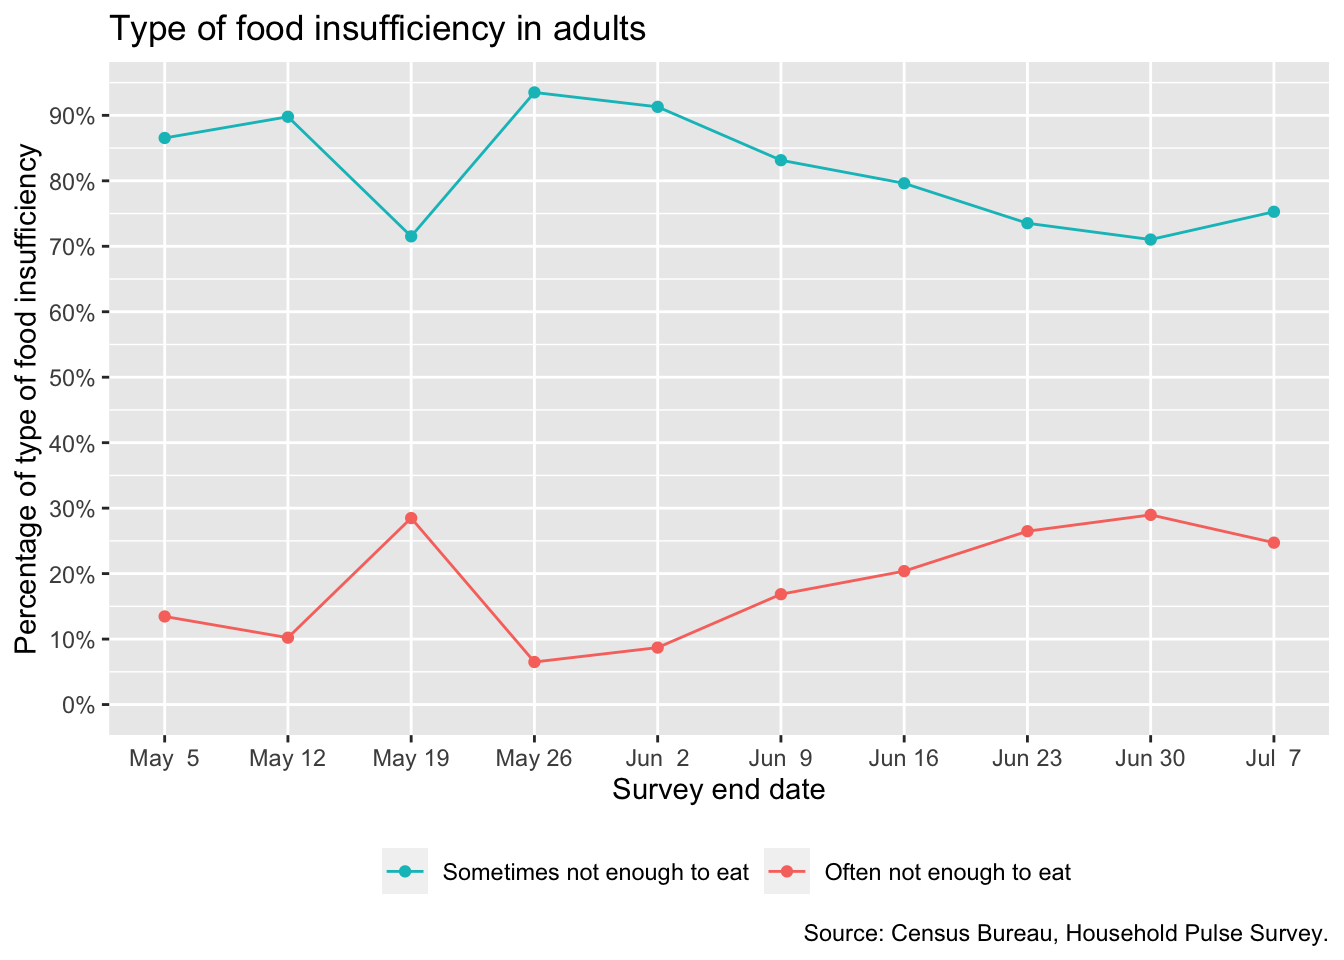 Type of food insufficiency in adults
Percentage of type of food insufficiency
90%
80%
70%
60%
50%
40%
30%
20%
10%
0%
May 5 May 12 May 19 May 26 Jun 2 Jun 9 Jun 16 Jun 23 Jun 30 Jul 7
Survey end date
Sometimes not enough to eat Often not enough to eat
Source: Census Bureau, Household Pulse Survey.